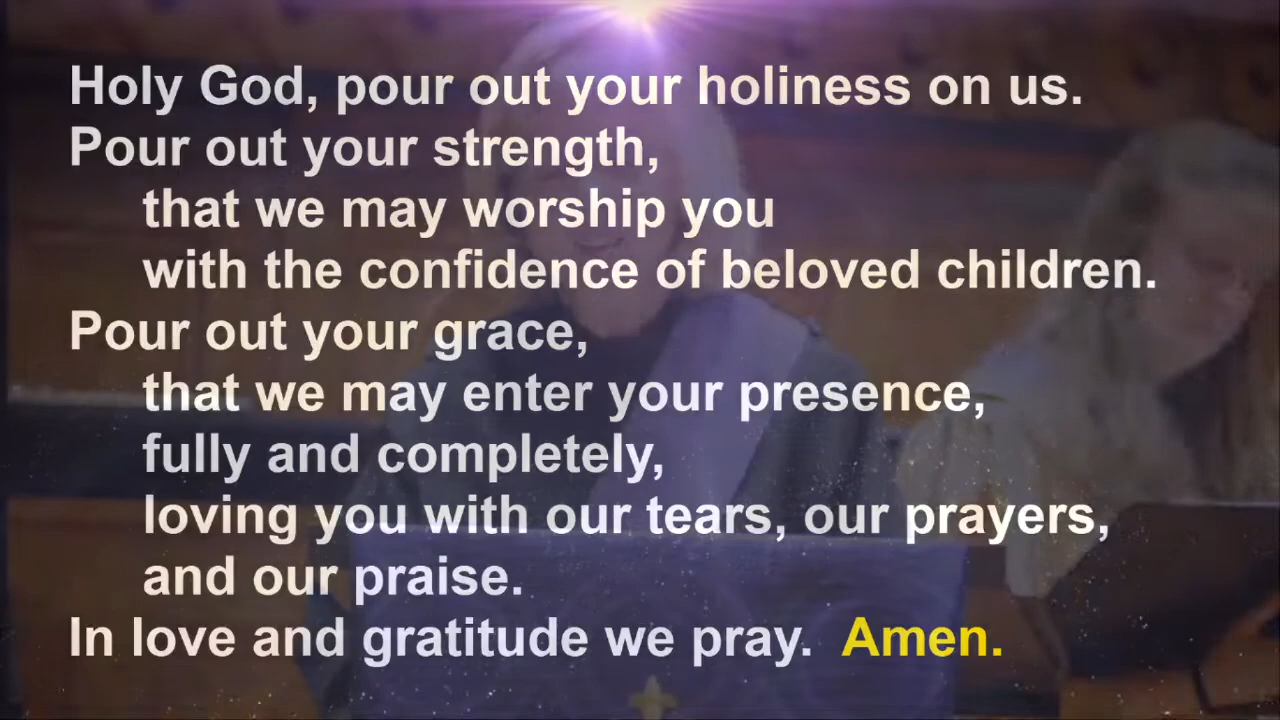 Holy God, pour out your holiness on us.
Pour out your strength,
that we may worship you
with the confidence of beloved children.
Pour out your grace,
that we may enter your presence,
fully and completely,
loving you with our tears, our prayers,
and our praise.
In love and gratitude we pray. Amen.